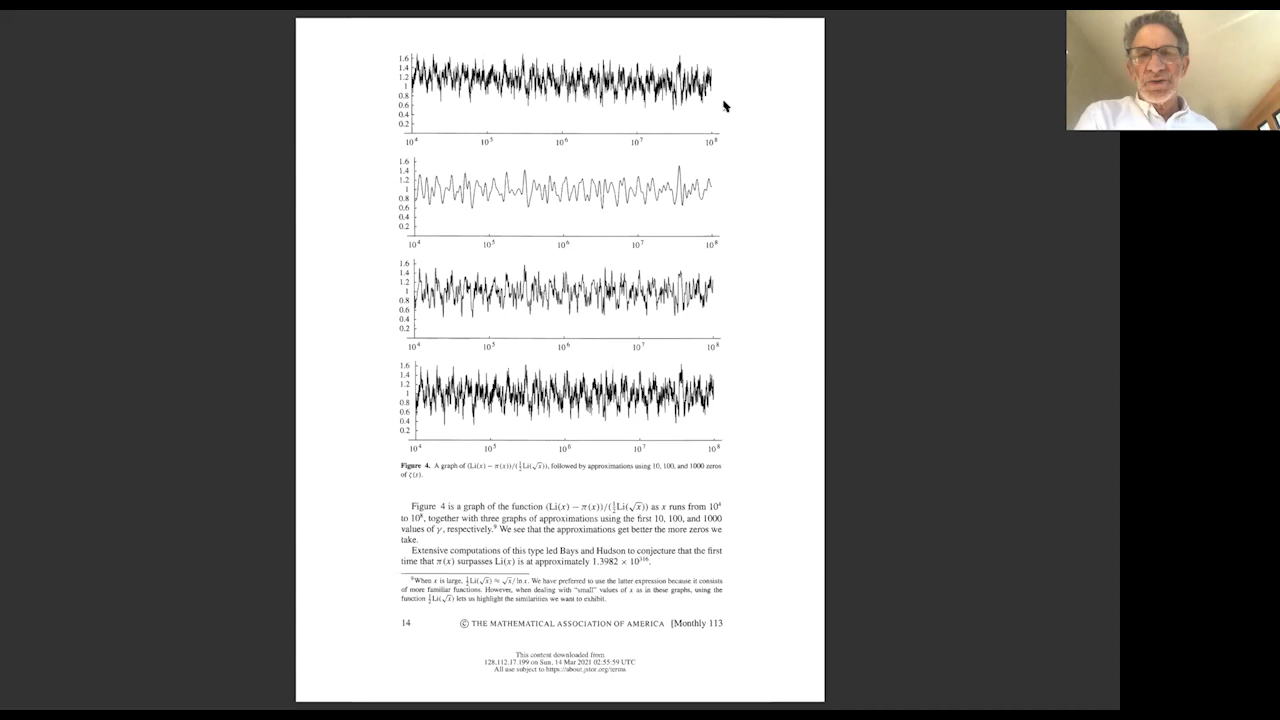 1.6
1.4
1.2
1
0.8
0.6
0.4
0.2
10⁴ 10⁵ 10⁶ 10⁷ 10⁸
1.6
1.4
1.2
1
0.8
0.6
0.4
0.2
10⁴ 10⁵ 10⁶ 10⁷ 10⁸
1.6
1.4
1.2
1
0.8
0.6
0.4
0.2
10⁴ 10⁵ 10⁶ 10⁷ 10⁸
1.6
1.4
1.2
1
0.8
0.6
0.4
0.2
10⁴ 10⁵ 10⁶ 10⁷ 10⁸
Figure 4. A graph of (Li(x) − π(x))/(½Li(√x)), followed by approximations using 10, 100, and 1000 zeros
of ζ(s).
Figure 4 is a graph of the function (Li(x) − π(x))/(½Li(√x)) as x runs from 10⁴
to 10⁸, together with three graphs of approximations using the first 10, 100, and 1000
values of γ, respectively.⁹ We see that the approximations get better the more zeros we
take.
Extensive computations of this type led Bays and Hudson to conjecture that the first
time that π(x) surpasses Li(x) is at approximately 1.3982 × 10³¹⁶.
⁹When x is large, ½Li(√x) ≈ √x/ln x. We have preferred to use the latter expression because it consists
of more familiar functions. However, when dealing with “small” values of x as in these graphs, using the
function ½Li(√x) lets us highlight the similarities we want to exhibit.
14 © THE MATHEMATICAL ASSOCIATION OF AMERICA [Monthly 113
This content downloaded from
128.112.17.199 on Sun, 14 Mar 2021 02:55:59 UTC
All use subject to https://about.jstor.org/terms